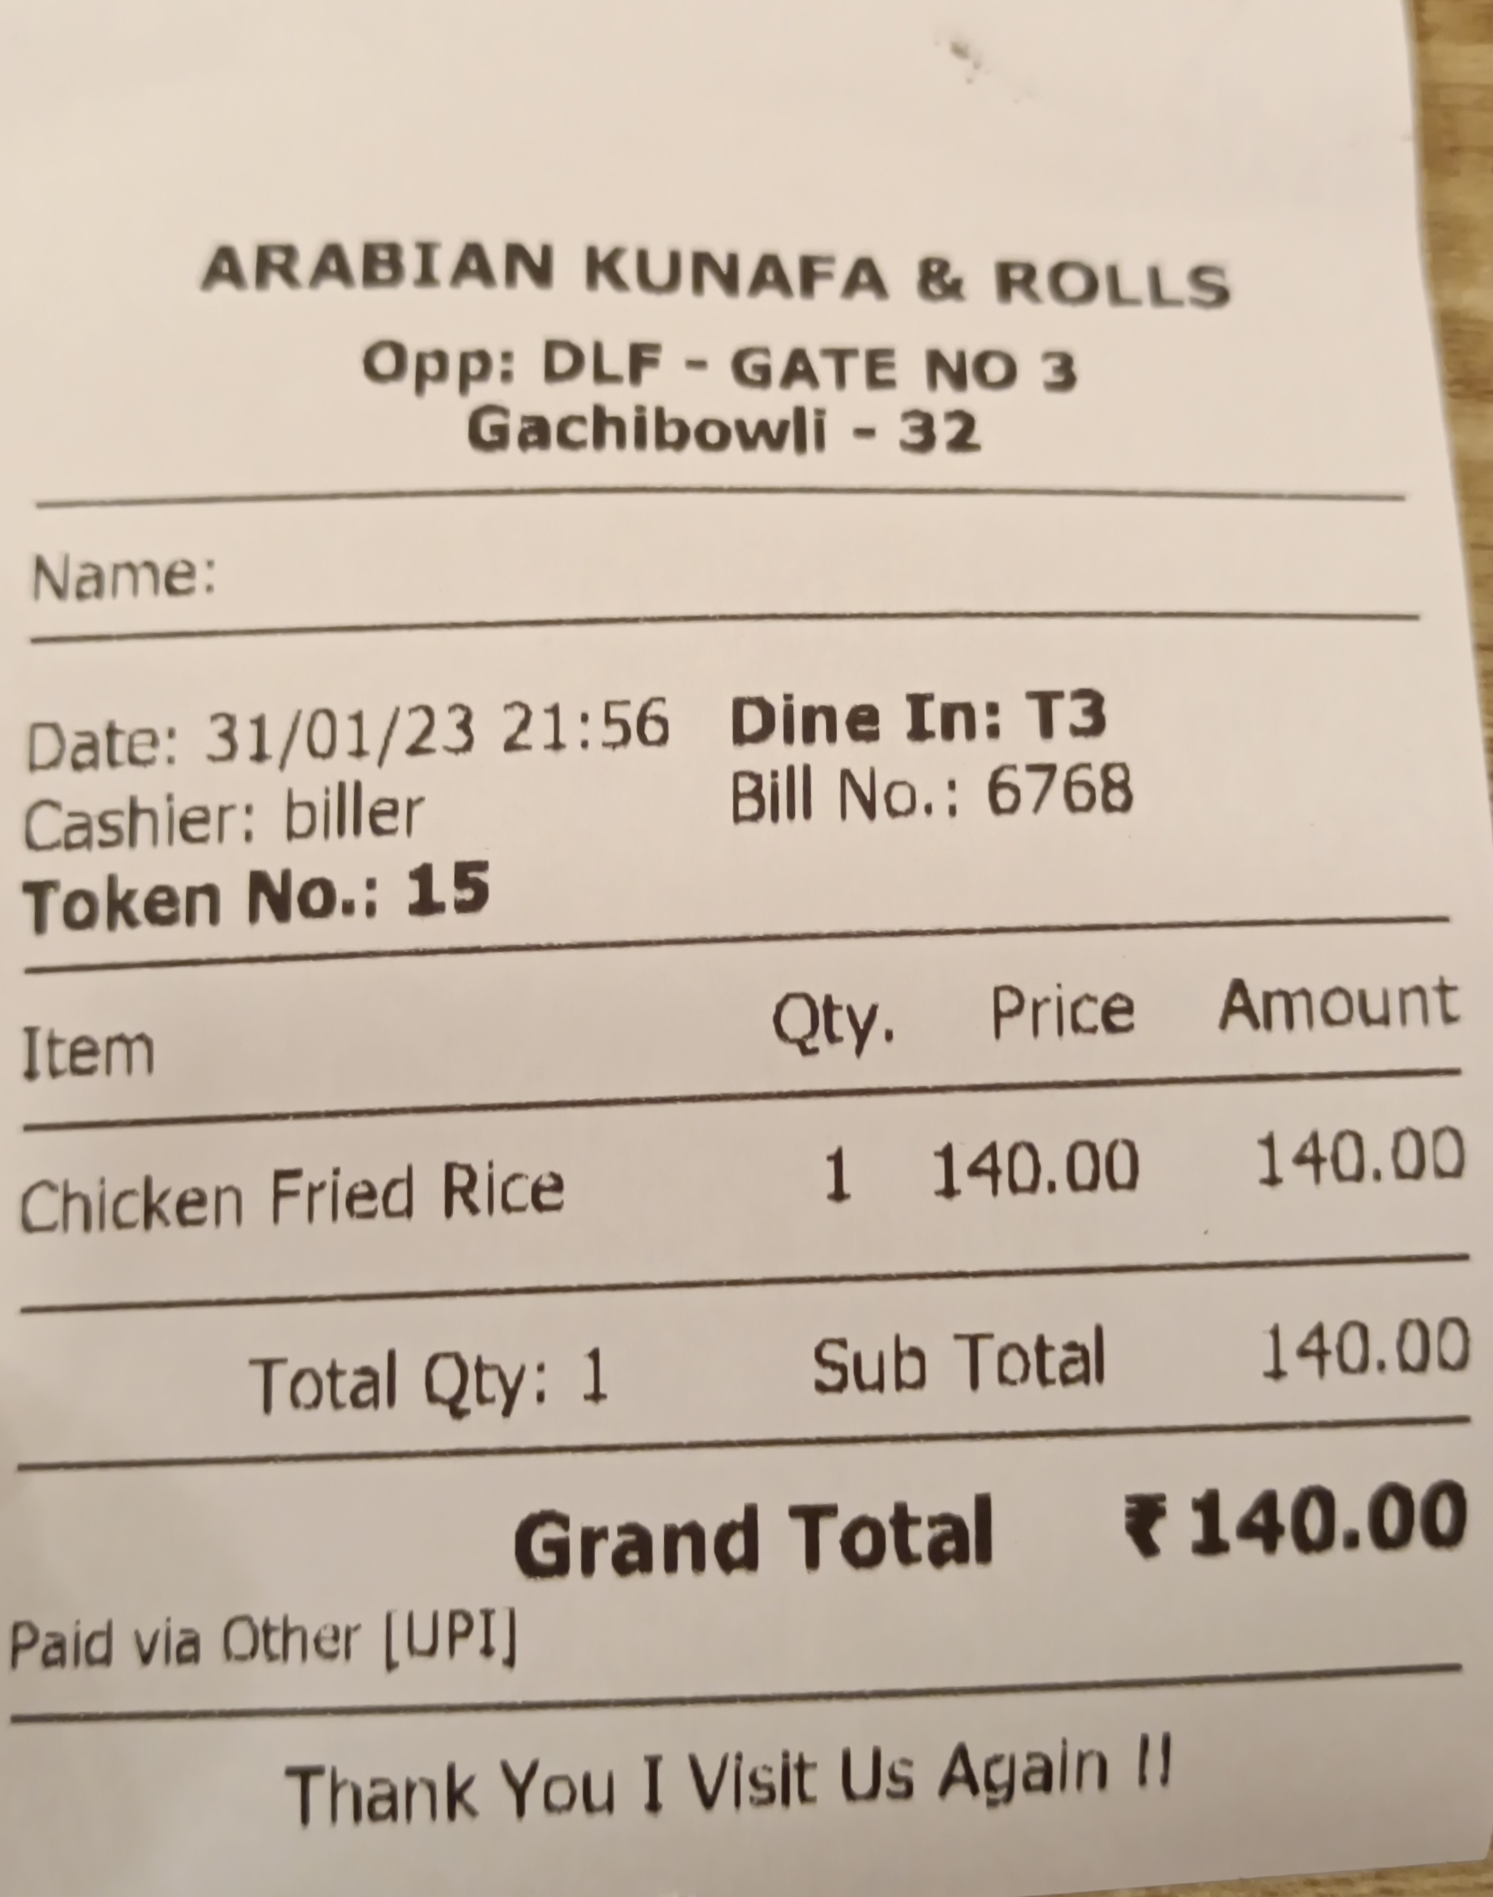 ARABIAN KUNAFA & ROLLS
Opp: DLF - GATE NO 3
Gachibowli - 32
Name:
Date: 31/01/23 21:56 Dine In: T3
Cashier: biller Bill No.: 6768
Token No.: 15
Item Qty. Price Amount
Chicken Fried Rice 1 140.00 140.00
Total Qty: 1 Sub Total 140.00
Grand Total ₹140.00
Paid via Other [UPI]
Thank You I Visit Us Again !!